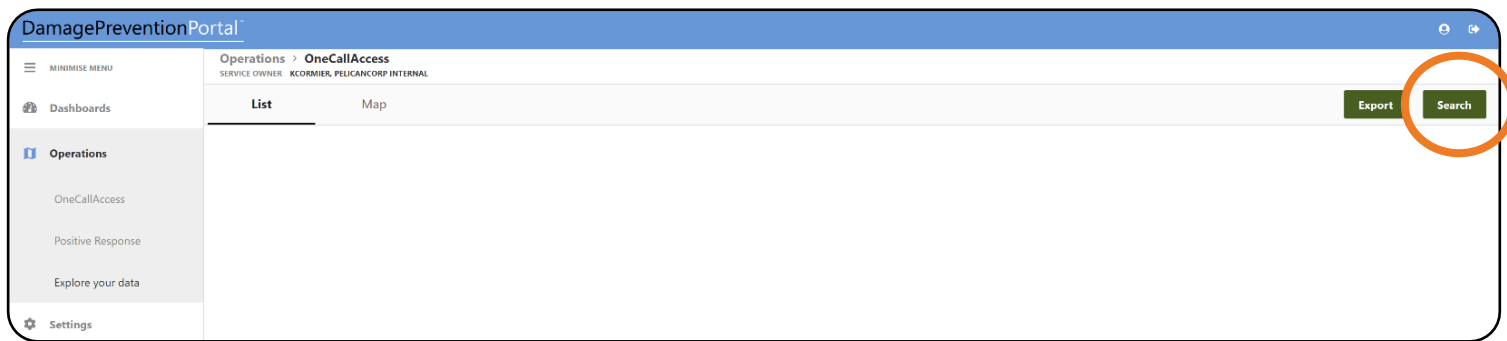 DamagePreventionPortal™
MINIMISE MENU
Dashboards
Operations
OneCallAccess
Positive Response
Explore your data
Settings
Operations > OneCallAccess
SERVICE OWNER KCORMIER, PELICANCORP INTERNAL
List Map Export Search